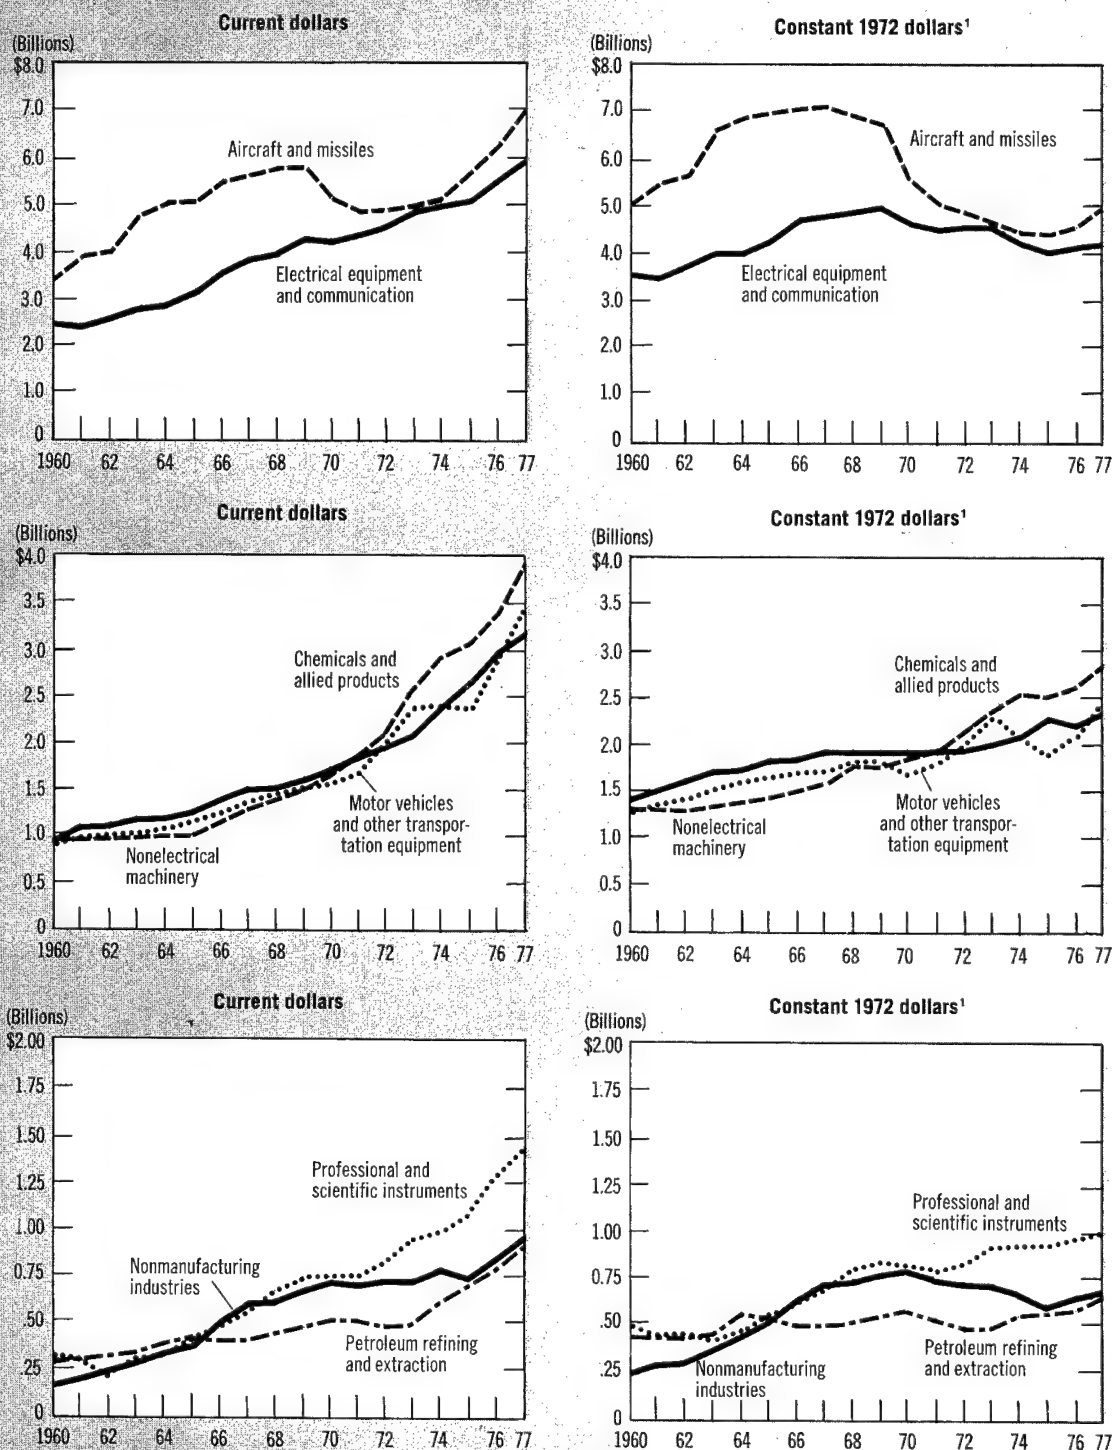 Current dollars
(Billions)
$8.0
7.0
6.0
5.0
4.0
3.0
2.0
1.0
0
Aircraft and missiles
Electrical equipment
and communication
1960 62 64 66 68 70 72 74 76 77
Constant 1972 dollars¹
(Billions)
$8.0
7.0
6.0
5.0
4.0
3.0
2.0
1.0
0
Aircraft and missiles
Electrical equipment
and communication
1960 62 64 66 68 70 72 74 76 77
Current dollars
(Billions)
$4.0
3.5
3.0
2.5
2.0
1.5
1.0
0.5
0
Chemicals and
allied products
Motor vehicles
and other transpor-
tation equipment
Nonelectrical
machinery
1960 62 64 66 68 70 72 74 76 77
Constant 1972 dollars¹
(Billions)
$4.0
3.5
3.0
2.5
2.0
1.5
1.0
0.5
0
Chemicals and
allied products
Motor vehicles
and other transpor-
tation equipment
Nonelectrical
machinery
1960 62 64 66 68 70 72 74 76 77
Current dollars
(Billions)
$2.00
1.75
1.50
1.25
1.00
0.75
.50
.25
0
Professional and
scientific instruments
Nonmanufacturing
industries
Petroleum refining
and extraction
1960 62 64 66 68 70 72 74 76 77
Constant 1972 dollars¹
(Billions)
$2.00
1.75
1.50
1.25
1.00
0.75
.50
.25
0
Professional and
scientific instruments
Petroleum refining
and extraction
Nonmanufacturing
industries
1960 62 64 66 68 70 72 74 76 77